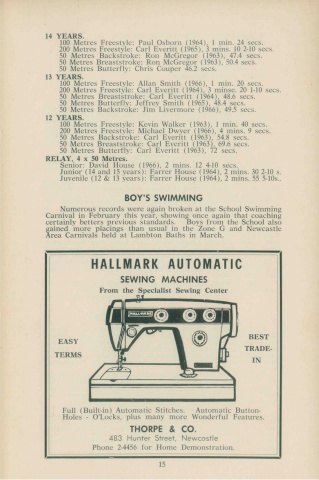 14 YEARS.
100 Metres Freestyle: Paul Osborn (1964), 1 min. 24 secs.
200 Metres Freestyle: Carl Everitt (1965), 3 mins. 10 2-10 secs.
50 Metres Backstroke: Ron McGregor (1963), 47.4 secs.
50 Metres Breaststroke: Ron McGregor (1963), 50.4 secs.
50 Metres Butterfly: Chris Couper 46.2 secs.
13 YEARS.
100 Metres Freestyle: Allan Smith (1966), 1 min. 20 secs.
200 Metres Freestyle: Carl Everitt (1964), 3 minse. 20 1-10 secs.
50 Metres Breaststroke: Carl Everitt (1964), 48.6 secs.
50 Metres Butterfly: Jeffrey Smith (1965), 48.4 secs.
50 Metres Backstroke: Jim Livermore (1966), 49.5 secs.
12 YEARS.
100 Metres Freestyle: Kevin Walker (1963), 1 min. 40 secs.
200 Metres Freestyle: Michael Dwyer (1966), 4 mins. 9 secs.
50 Metres Backstroke: Carl Everitt (1963), 54.8 secs.
50 Metres Breaststroke: Carl Everitt (1963), 69.6 secs.
50 Metres Butterfly: Carl Everitt (1963), 72 secs.
RELAY, 4 x 50 Metres.
Senior: David House (1966), 2 mins. 12 4-10 secs.
Junior (14 and 15 years): Farrer House (1964), 2 mins. 30 2-10 s.
Juvenile (12 & 13 years): Farrer House (1964), 2 mins. 55 5-10s..
BOY'S SWIMMING
Numerous records were again broken at the School Swimming
Carnival in February this year, showing once again that coaching
certainly betters previous standards. Boys from the School also
gained more placings than usual in the Zone G and Newcastle
Area Carnivals held at Lambton Baths in March.
HALLMARK AUTOMATIC
SEWING MACHINES
From the Specialist Sewing Center
HALLMARK
EASY
TERMS
BEST
TRADE-
IN
Full (Built-in) Automatic Stitches. Automatic Button-
Holes - O'Locks, plus many more Wonderful Features.
THORPE & CO.
483 Hunter Street, Newcastle
Phone 2-4456 for Home Demonstration.
15